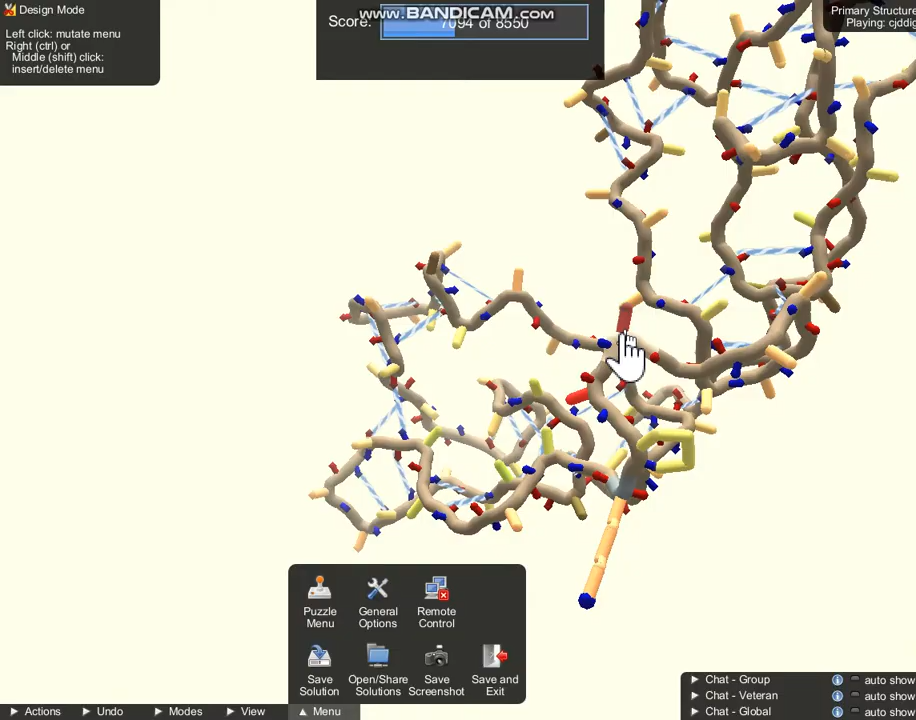 Design Mode
Left click: mutate menu
Right (ctrl) or
Middle (shift) click:
insert/delete menu
www.BANDICAM.com
Score: 7094 of 8550
Primary Structure
Playing: cjddig
Puzzle Menu
General Options
Remote Control
Save Solution
Open/Share Solutions
Save Screenshot
Save and Exit
Actions
Undo
Modes
View
Menu
Chat - Group
auto show
Chat - Veteran
auto show
Chat - Global
auto show